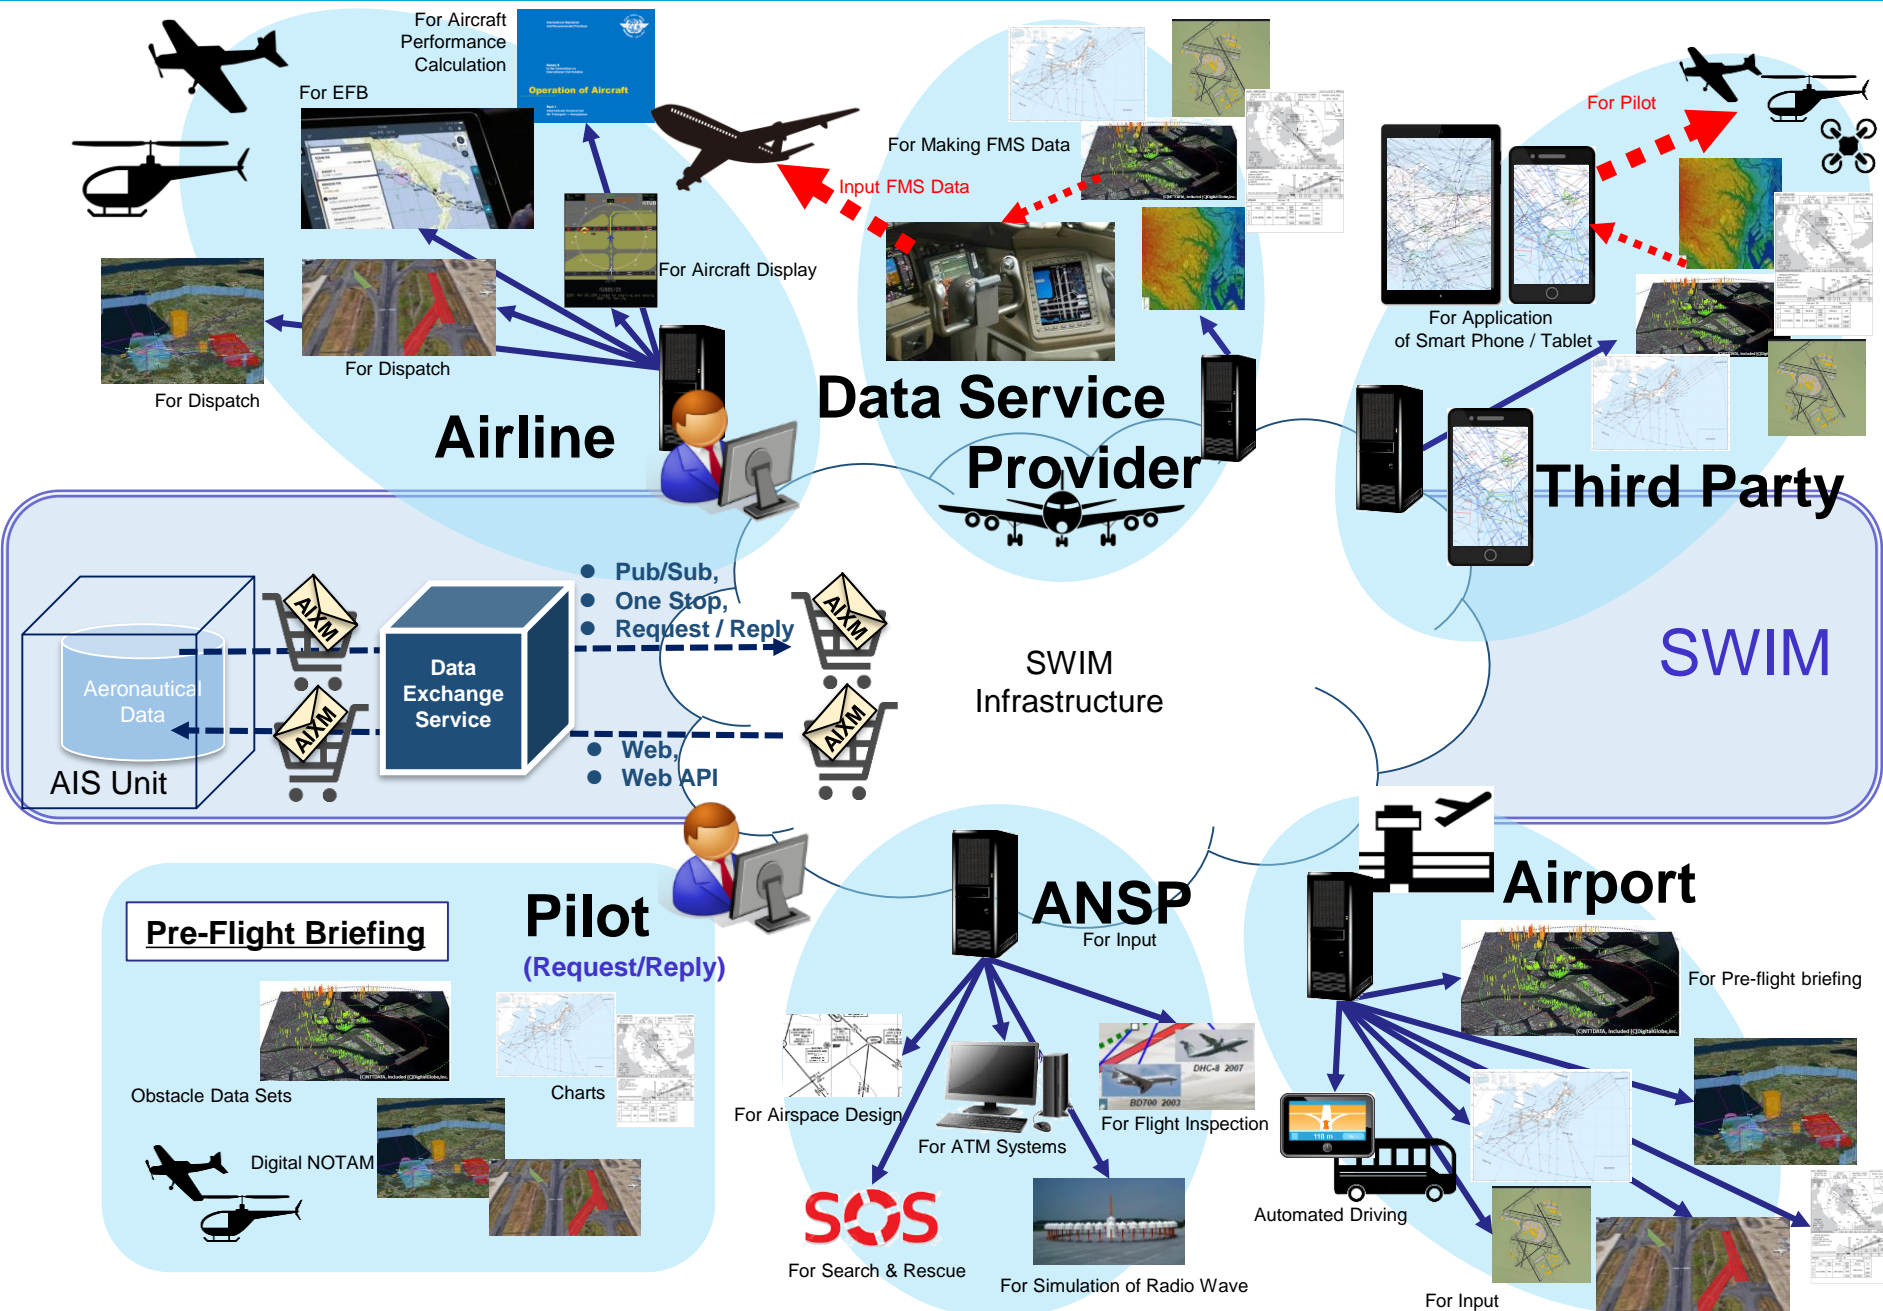 For Aircraft
Performance
Calculation
Operation of Aircraft
For EFB
For Aircraft Display
For Dispatch
For Dispatch
Airline
For Making FMS Data
Input FMS Data
Data Service
Provider
For Pilot
For Application
of Smart Phone / Tablet
Third Party
Pub/Sub,
One Stop,
Request / Reply
AIXM
AIXM
AIXM
AIXM
Data
Exchange
Service
Aeronautical
Data
AIS Unit
Web,
Web API
SWIM
Infrastructure
SWIM
Pre-Flight Briefing
Pilot
(Request/Reply)
Obstacle Data Sets
Charts
Digital NOTAM
ANSP
For Input
For Airspace Design
For ATM Systems
DHC-8 2007
BD700 2003
For Flight Inspection
SOS
For Search & Rescue
For Simulation of Radio Wave
Airport
For Pre-flight briefing
(C)NTTDATA, Included (C)DigitalGlobe,Inc.
110 m
Automated Driving
For Input